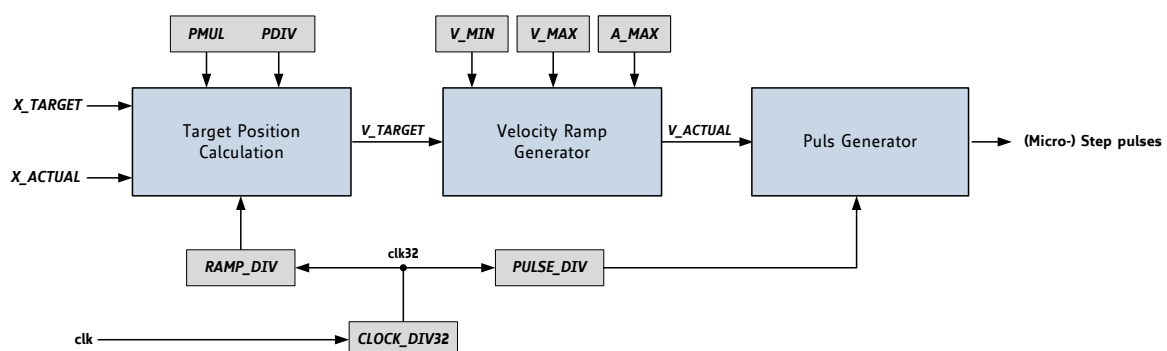 PMUL PDIV
V_MIN
V_MAX
A_MAX
X_TARGET
X_ACTUAL
Target Position
Calculation
V_TARGET
Velocity Ramp
Generator
V_ACTUAL
Puls Generator
(Micro-) Step pulses
RAMP_DIV
clk32
PULSE_DIV
clk
CLOCK_DIV32